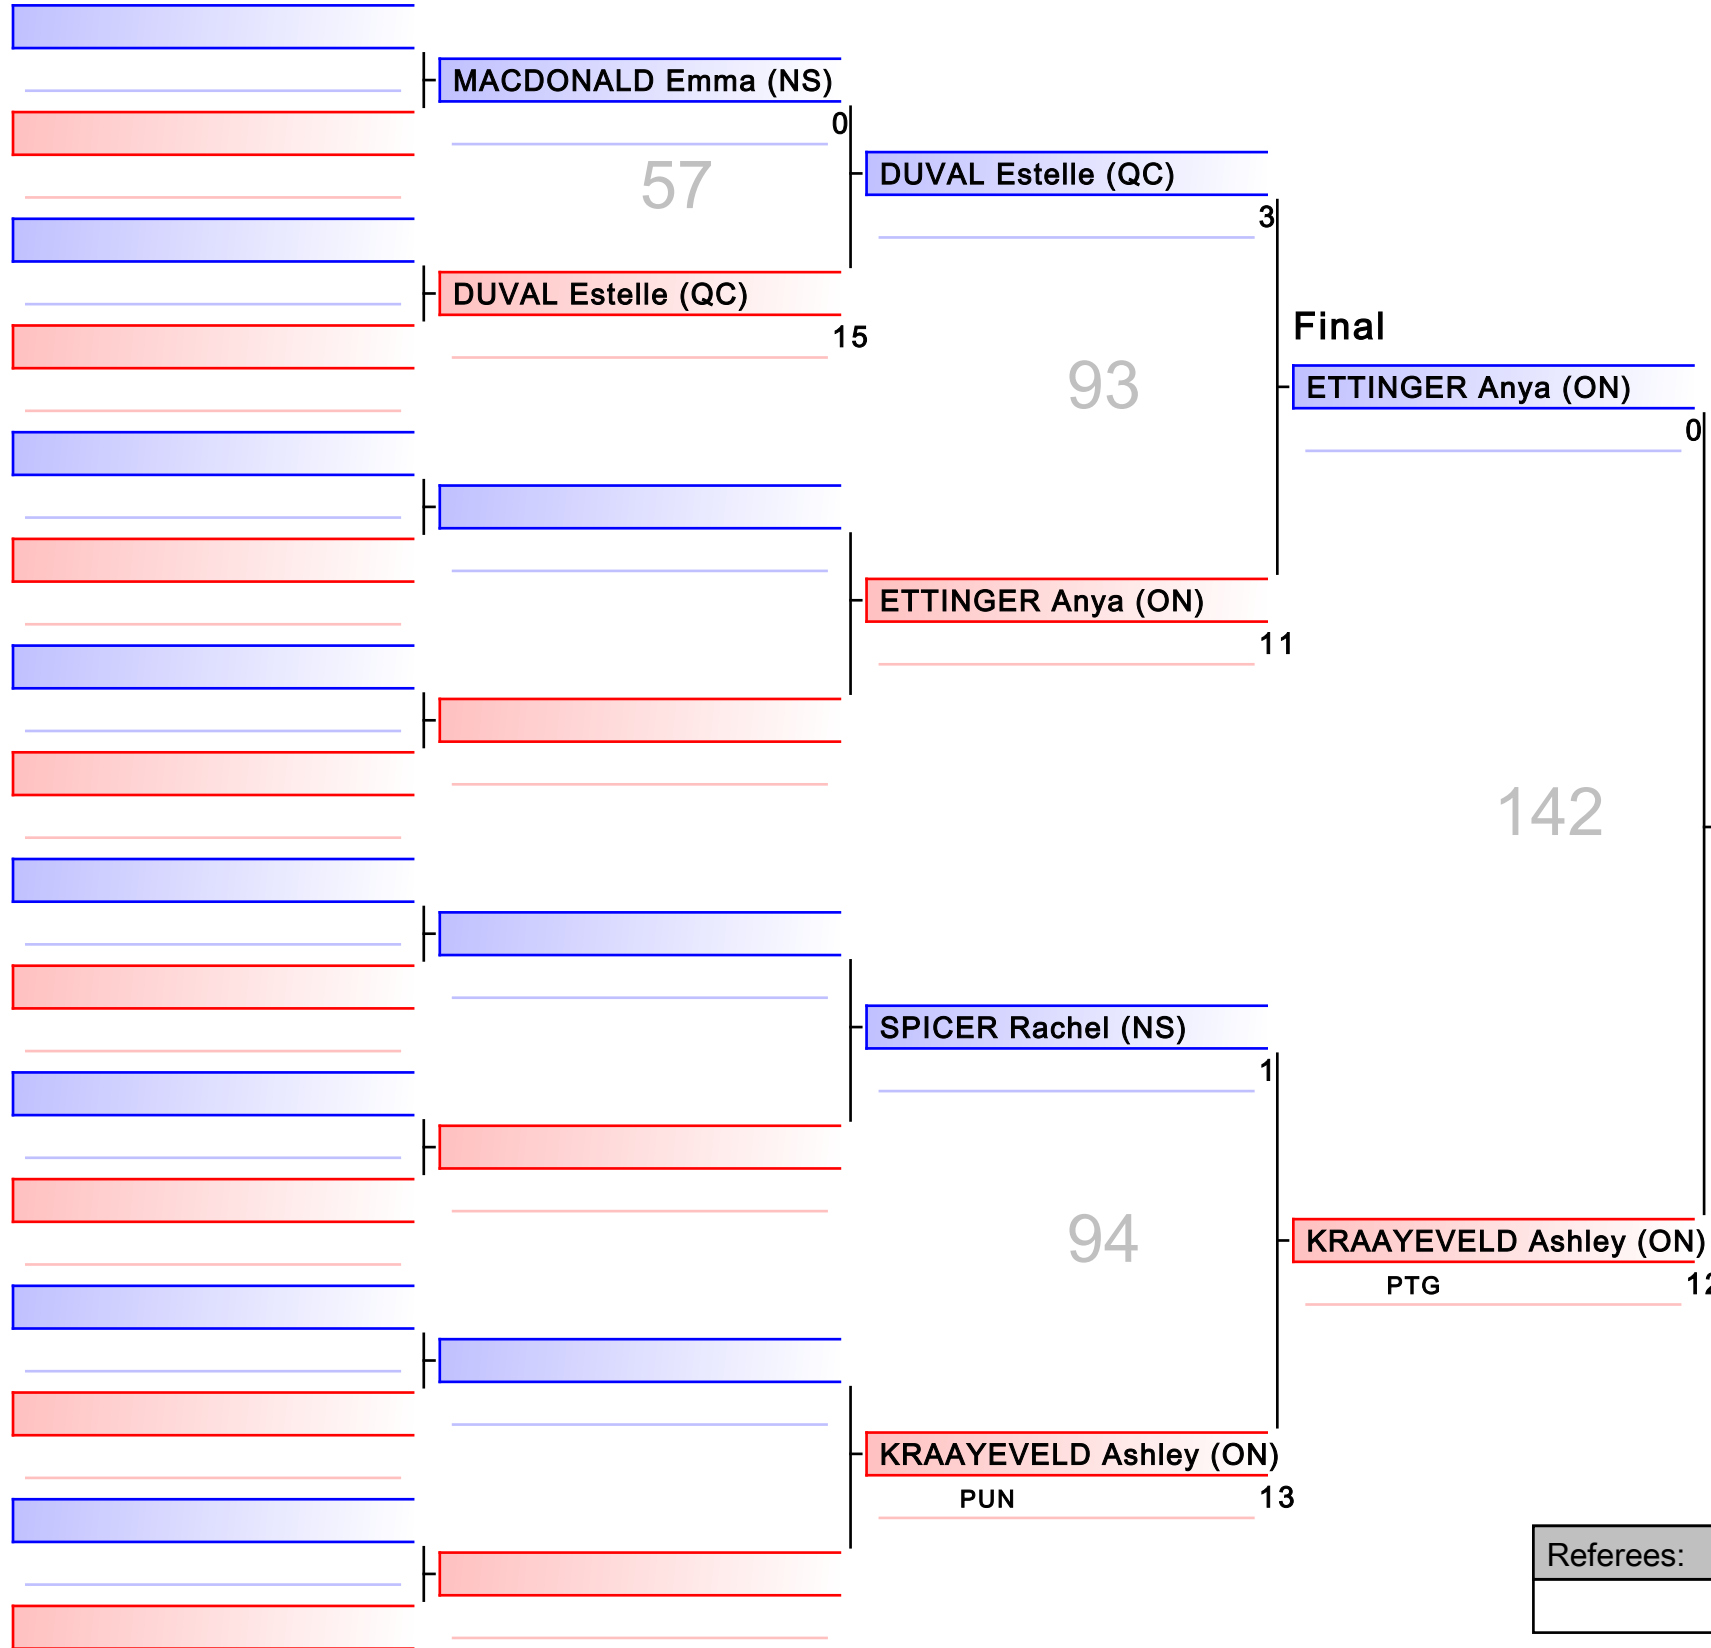 MACDONALD Emma (NS)
0
57
DUVAL Estelle (QC)
15
DUVAL Estelle (QC)
3
93
ETTINGER Anya (ON)
11
SPICER Rachel (NS)
1
94
KRAAYEVELD Ashley (ON)
PUN 13
Final
ETTINGER Anya (ON)
0
142
KRAAYEVELD Ashley (ON)
PTG 12
Referees: